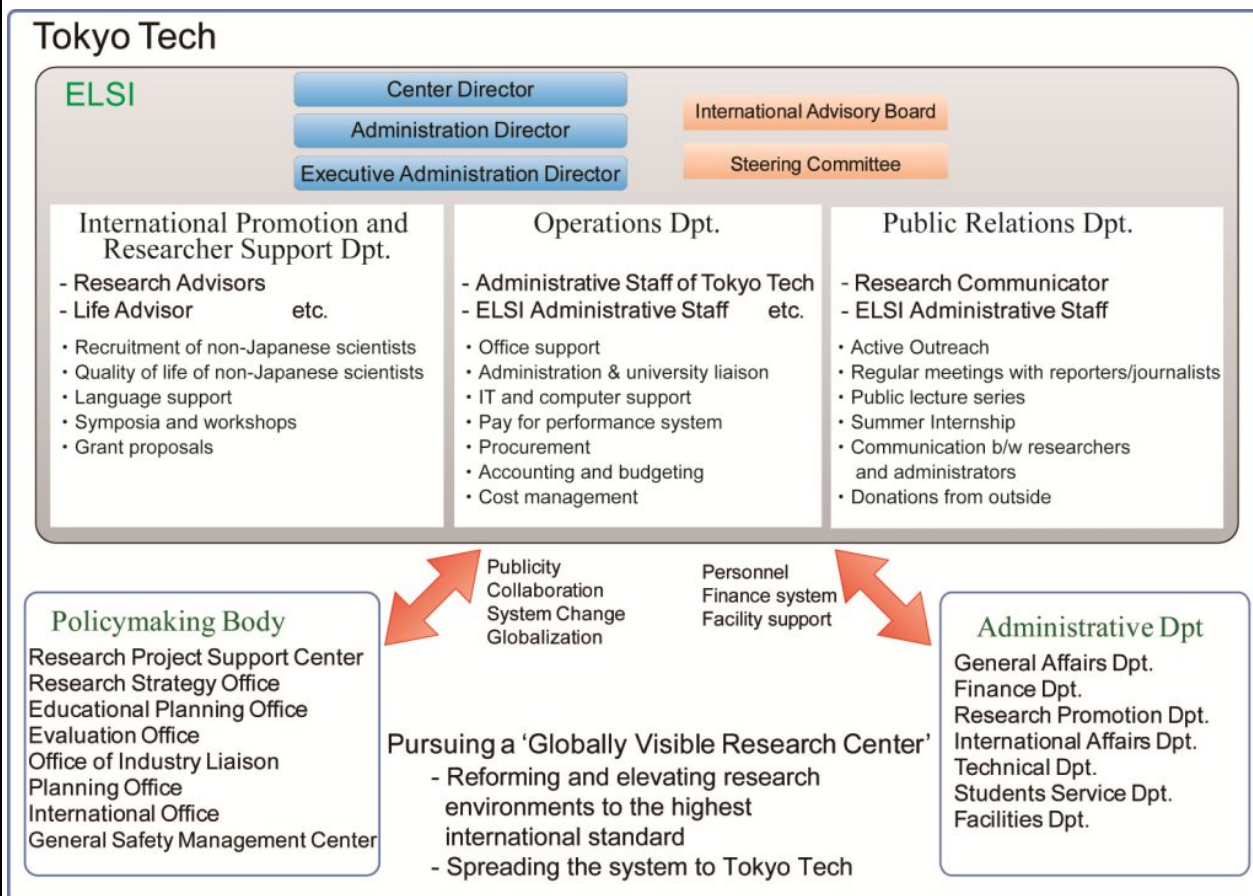 Tokyo Tech
ELSI
Center Director
Administration Director
Executive Administration Director
International Advisory Board
Steering Committee
International Promotion and
Researcher Support Dpt.
- Research Advisors
- Life Advisor etc.
・Recruitment of non-Japanese scientists
・Quality of life of non-Japanese scientists
・Language support
・Symposia and workshops
・Grant proposals
Operations Dpt.
- Administrative Staff of Tokyo Tech
- ELSI Administrative Staff etc.
・Office support
・Administration & university liaison
・IT and computer support
・Pay for performance system
・Procurement
・Accounting and budgeting
・Cost management
Public Relations Dpt.
- Research Communicator
- ELSI Administrative Staff
・Active Outreach
・Regular meetings with reporters/journalists
・Public lecture series
・Summer Internship
・Communication b/w researchers
and administrators
・Donations from outside
Publicity
Collaboration
System Change
Globalization
Personnel
Finance system
Facility support
Policymaking Body
Research Project Support Center
Research Strategy Office
Educational Planning Office
Evaluation Office
Office of Industry Liaison
Planning Office
International Office
General Safety Management Center
Pursuing a ‘Globally Visible Research Center’
- Reforming and elevating research
environments to the highest
international standard
- Spreading the system to Tokyo Tech
Administrative Dpt
General Affairs Dpt.
Finance Dpt.
Research Promotion Dpt.
International Affairs Dpt.
Technical Dpt.
Students Service Dpt.
Facilities Dpt.